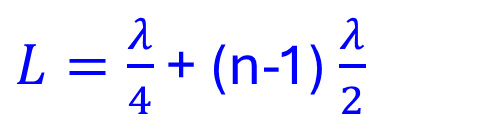 L = λ/4 + (n-1) λ/2